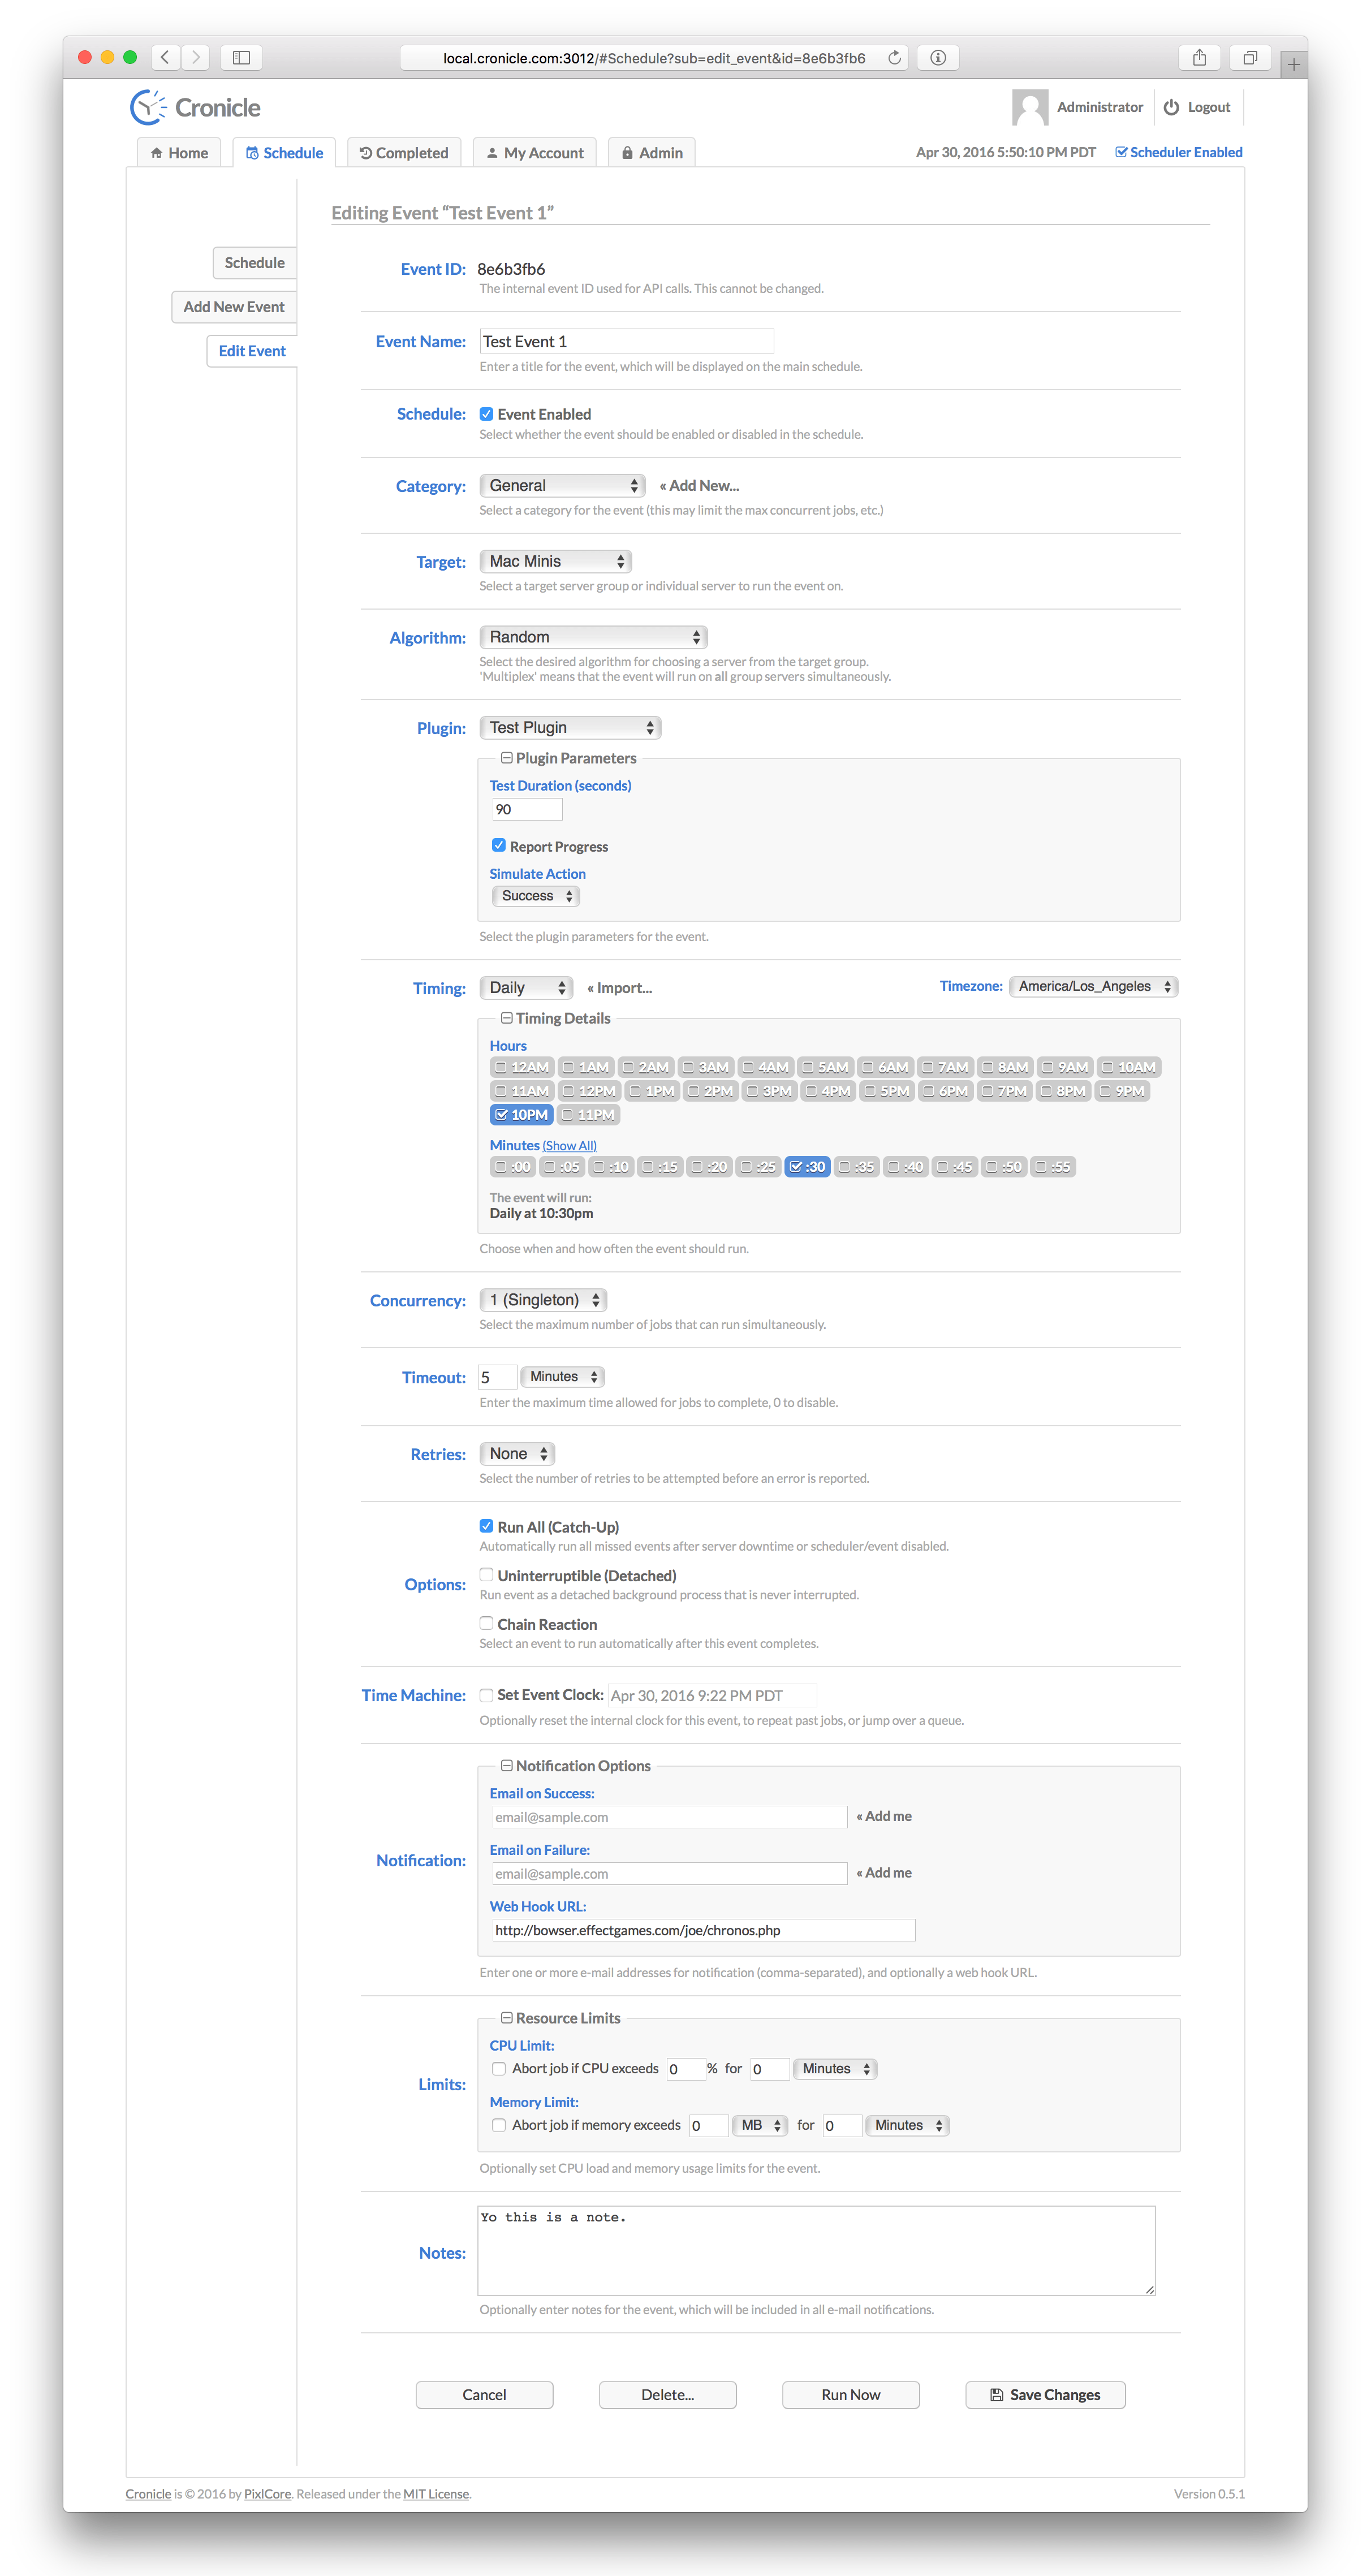 local.cronicle.com:3012/#Schedule?sub=edit_event&id=8e6b3fb6
Cronicle
Administrator
Logout
Home
Schedule
Completed
My Account
Admin
Apr 30, 2016 5:50:10 PM PDT
Scheduler Enabled
Schedule
Add New Event
Edit Event
Editing Event “Test Event 1”
Event ID: 8e6b3fb6
The internal event ID used for API calls. This cannot be changed.
Event Name: Test Event 1
Enter a title for the event, which will be displayed on the main schedule.
Schedule: Event Enabled
Select whether the event should be enabled or disabled in the schedule.
Category: General « Add New...
Select a category for the event (this may limit the max concurrent jobs, etc.)
Target: Mac Minis
Select a target server group or individual server to run the event on.
Algorithm: Random
Select the desired algorithm for choosing a server from the target group.
'Multiplex' means that the event will run on all group servers simultaneously.
Plugin: Test Plugin
Plugin Parameters
Test Duration (seconds)
90
Report Progress
Simulate Action
Success
Select the plugin parameters for the event.
Timing: Daily « Import... Timezone: America/Los_Angeles
Timing Details
Hours
12AM 1AM 2AM 3AM 4AM 5AM 6AM 7AM 8AM 9AM 10AM
11AM 12PM 1PM 2PM 3PM 4PM 5PM 6PM 7PM 8PM 9PM
10PM 11PM
Minutes (Show All)
:00 :05 :10 :15 :20 :25 :30 :35 :40 :45 :50 :55
The event will run:
Daily at 10:30pm
Choose when and how often the event should run.
Concurrency: 1 (Singleton)
Select the maximum number of jobs that can run simultaneously.
Timeout: 5 Minutes
Enter the maximum time allowed for jobs to complete, 0 to disable.
Retries: None
Select the number of retries to be attempted before an error is reported.
Options:
Run All (Catch-Up)
Automatically run all missed events after server downtime or scheduler/event disabled.
Uninterruptible (Detached)
Run event as a detached background process that is never interrupted.
Chain Reaction
Select an event to run automatically after this event completes.
Time Machine: Set Event Clock: Apr 30, 2016 9:22 PM PDT
Optionally reset the internal clock for this event, to repeat past jobs, or jump over a queue.
Notification:
Notification Options
Email on Success:
email@sample.com « Add me
Email on Failure:
email@sample.com « Add me
Web Hook URL:
http://bowser.effectgames.com/joe/chronos.php
Enter one or more e-mail addresses for notification (comma-separated), and optionally a web hook URL.
Limits:
Resource Limits
CPU Limit:
Abort job if CPU exceeds 0 % for 0 Minutes
Memory Limit:
Abort job if memory exceeds 0 MB for 0 Minutes
Optionally set CPU load and memory usage limits for the event.
Notes:
Yo this is a note.
Optionally enter notes for the event, which will be included in all e-mail notifications.
Cancel
Delete...
Run Now
Save Changes
Cronicle is © 2016 by PixlCore. Released under the MIT License.
Version 0.5.1